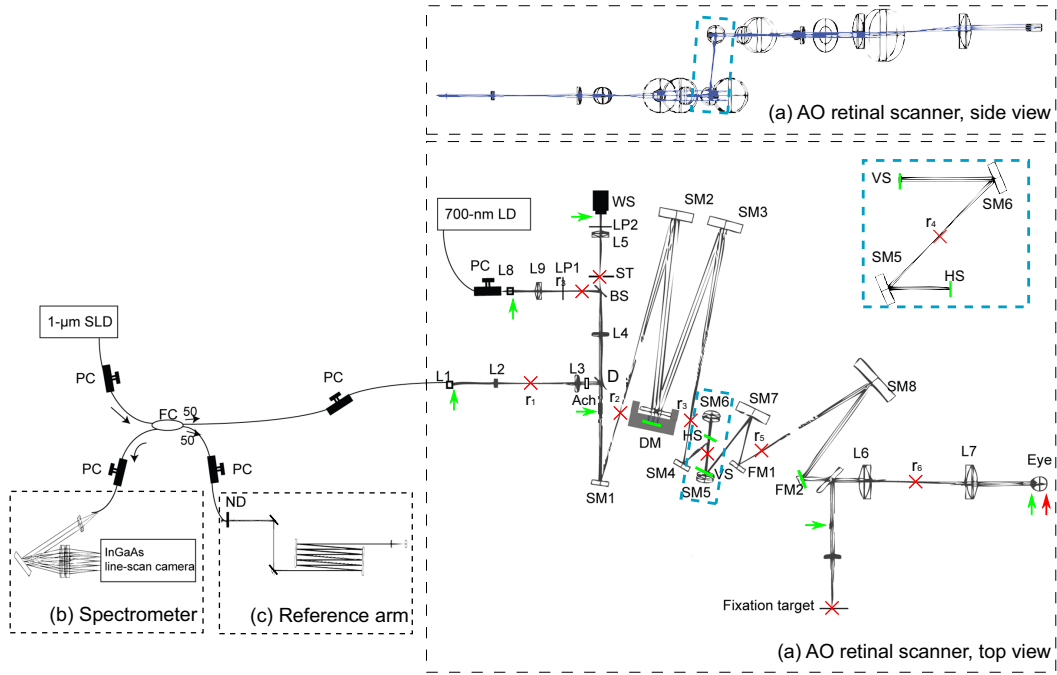 (a) AO retinal scanner, side view
WS
LP2
L5
700-nm LD
SM2
SM3
VS
SM6
r4
SM5
HS
PC
L8
L9
LP1
r3
ST
BS
1-µm SLD
L4
PC
PC
L1
L2
L3
D
r1
Ach
r2
SM8
FC
50
50
r3
SM6
SM7
HS
r5
DM
SM4
VS
SM5
FM1
SM1
PC
PC
ND
FM2
L6
r6
L7
Eye
InGaAs
line-scan camera
(b) Spectrometer
(c) Reference arm
Fixation target
(a) AO retinal scanner, top view